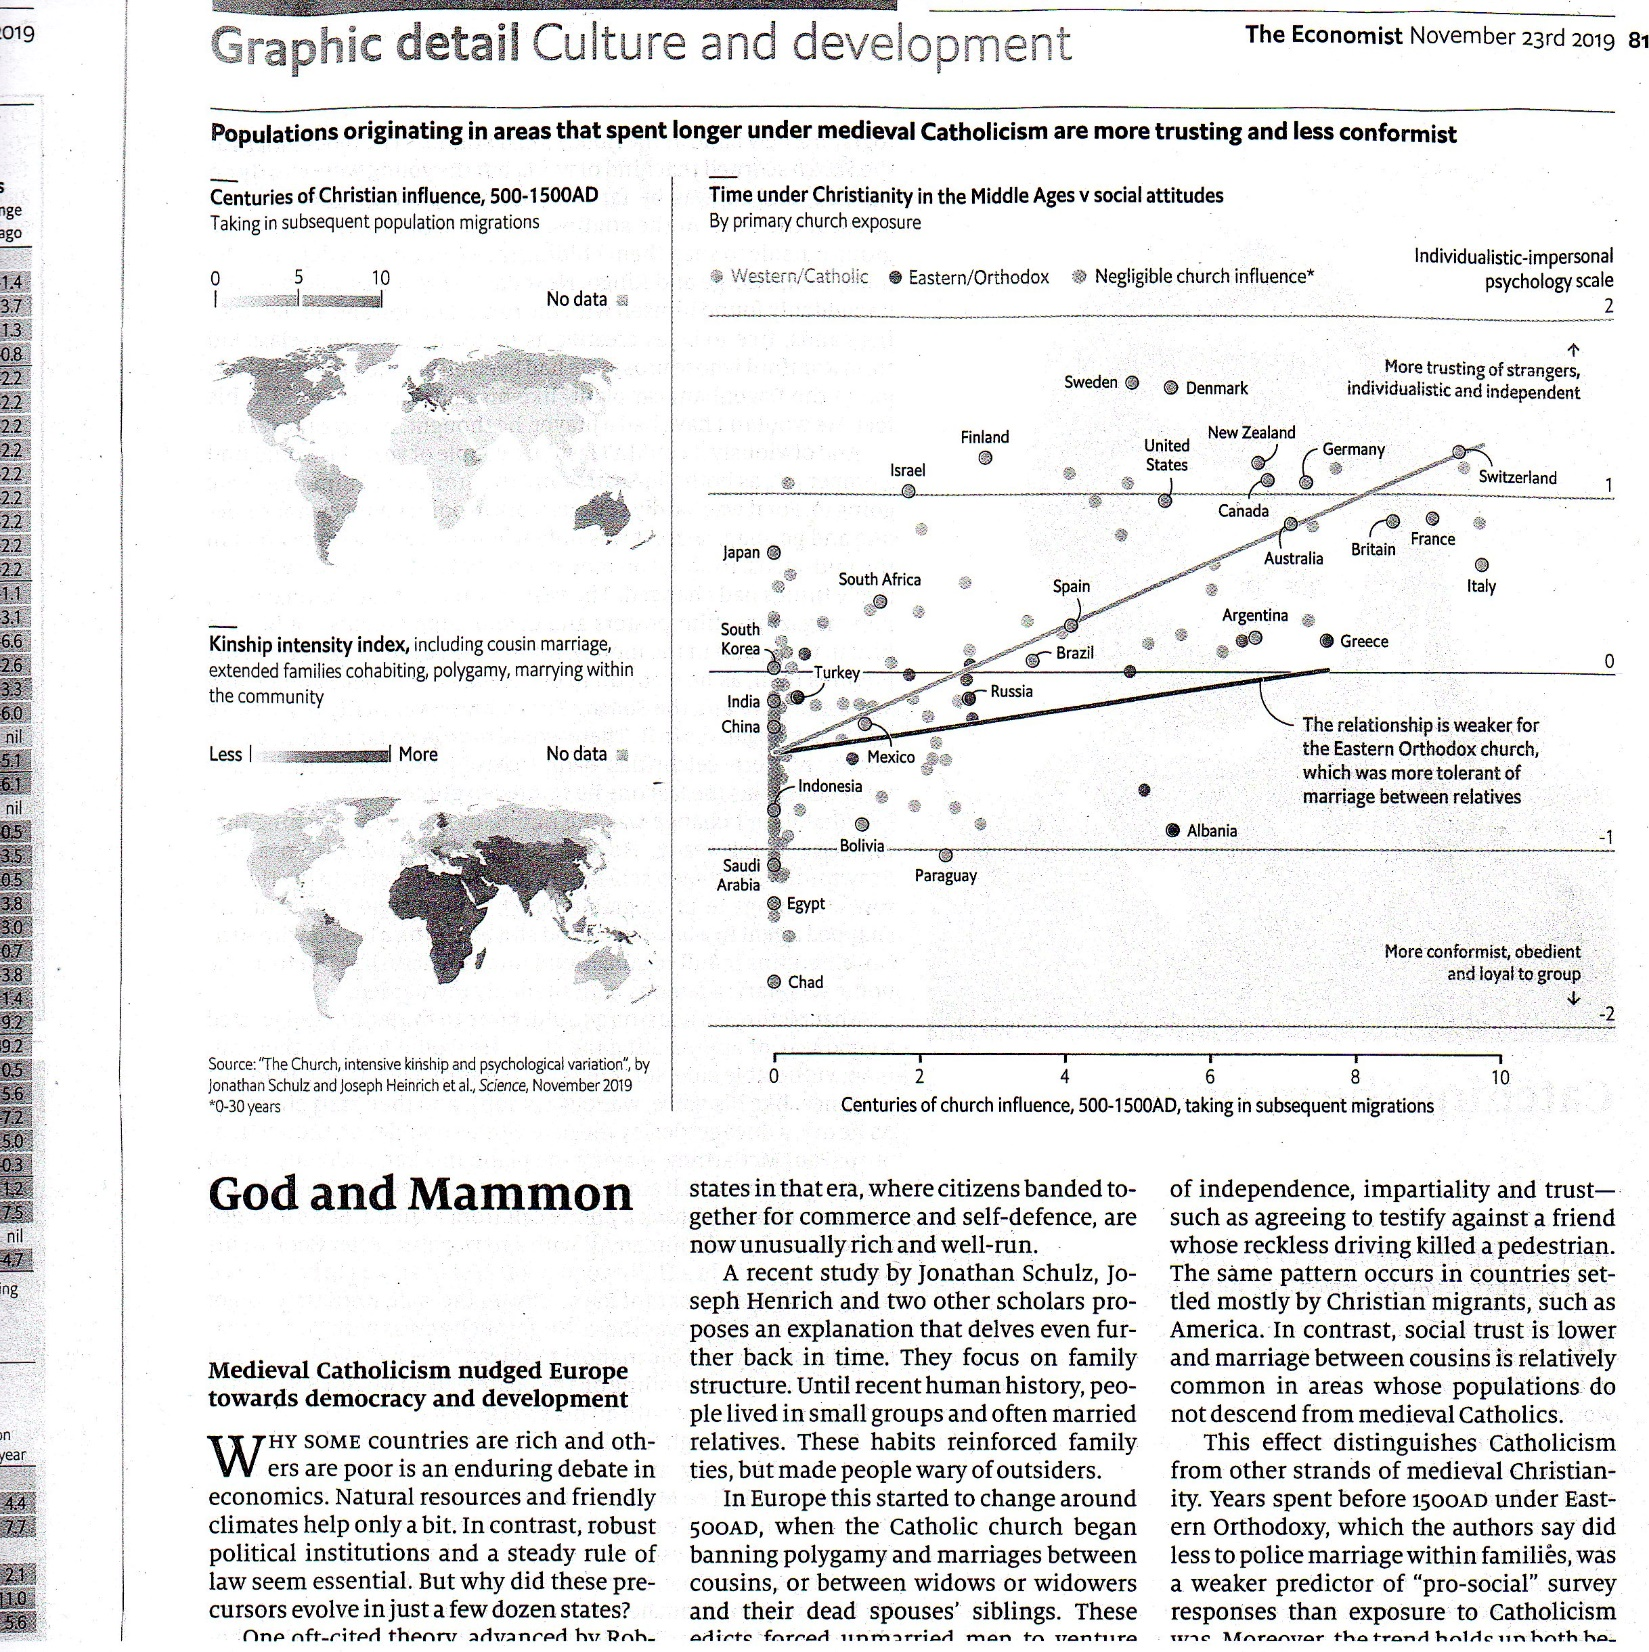 Graphic detail Culture and development
The Economist November 23rd 2019 81
Populations originating in areas that spent longer under medieval Catholicism are more trusting and less conformist
Centuries of Christian influence, 500-1500AD
Taking in subsequent population migrations
0 5 10
No data
Kinship intensity index, including cousin marriage,
extended families cohabiting, polygamy, marrying within
the community
Less More No data
Source: "The Church, intensive kinship and psychological variation", by
Jonathan Schulz and Joseph Heinrich et al., Science, November 2019
*0-30 years
Time under Christianity in the Middle Ages v social attitudes
By primary church exposure
Western/Catholic Eastern/Orthodox Negligible church influence*
Individualistic-impersonal
psychology scale
2
More trusting of strangers,
individualistic and independent
Sweden
Denmark
Finland
New Zealand
United
States
Germany
Israel
Switzerland
1
Canada
Japan
Australia
Britain
France
South Africa
Spain
Italy
Argentina
South
Korea
Brazil
Greece
0
Turkey
Russia
India
China
Mexico
The relationship is weaker for
the Eastern Orthodox church,
which was more tolerant of
marriage between relatives
Indonesia
Albania
Bolivia
-1
Saudi
Arabia
Paraguay
Egypt
Chad
More conformist, obedient
and loyal to group
-2
0 2 4 6 8 10
Centuries of church influence, 500-1500AD, taking in subsequent migrations
God and Mammon
Medieval Catholicism nudged Europe
towards democracy and development
WHY SOME countries are rich and oth-
ers are poor is an enduring debate in
economics. Natural resources and friendly
climates help only a bit. In contrast, robust
political institutions and a steady rule of
law seem essential. But why did these pre-
cursors evolve in just a few dozen states?
One oft-cited theory, advanced by Rob-
states in that era, where citizens banded to-
gether for commerce and self-defence, are
now unusually rich and well-run.
A recent study by Jonathan Schulz, Jo-
seph Henrich and two other scholars pro-
poses an explanation that delves even fur-
ther back in time. They focus on family
structure. Until recent human history, peo-
ple lived in small groups and often married
relatives. These habits reinforced family
ties, but made people wary of outsiders.
In Europe this started to change around
500AD, when the Catholic church began
banning polygamy and marriages between
cousins, or between widows or widowers
and their dead spouses' siblings. These
edicts forced unmarried men to venture
of independence, impartiality and trust—
such as agreeing to testify against a friend
whose reckless driving killed a pedestrian.
The same pattern occurs in countries set-
tled mostly by Christian migrants, such as
America. In contrast, social trust is lower
and marriage between cousins is relatively
common in areas whose populations do
not descend from medieval Catholics.
This effect distinguishes Catholicism
from other strands of medieval Christian-
ity. Years spent before 1500AD under East-
ern Orthodoxy, which the authors say did
less to police marriage within families, was
a weaker predictor of "pro-social" survey
responses than exposure to Catholicism
was. Moreover, the trend holds up both be-